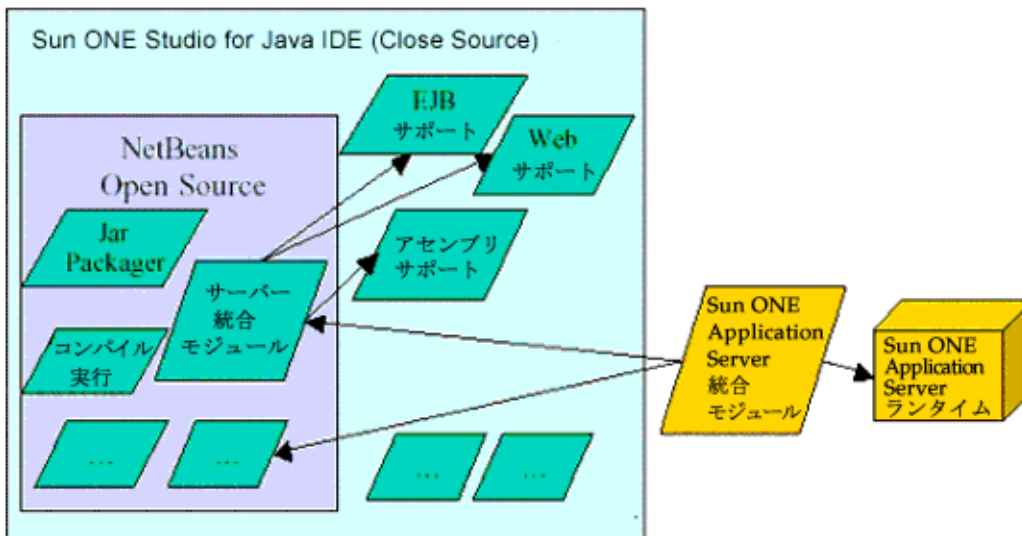 Sun ONE Studio for Java IDE (Close Source)
EJB
サポート
Web
サポート
NetBeans
Open Source
Jar
Packager
アセンブリ
サポート
サーバー
統合
モジュール
コンパイル
実行
...
...
...
...
Sun ONE
Application
Server
統合
モジュール
Sun ONE
Application
Server
ランタイム